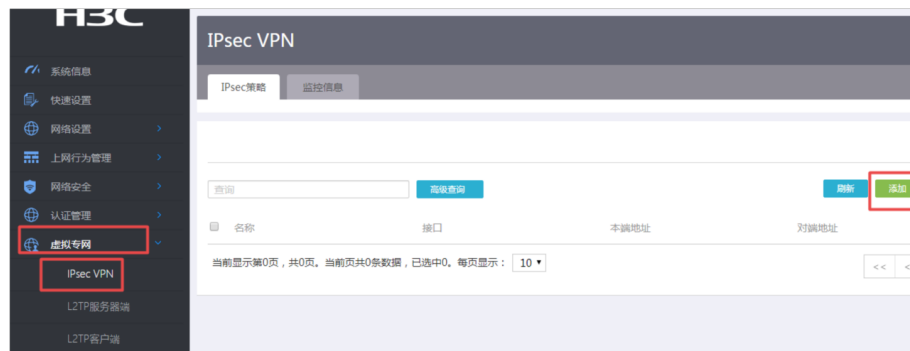 H3C
系统信息
快速设置
网络设置
上网行为管理
网络安全
认证管理
虚拟专网
IPsec VPN
L2TP服务器端
L2TP客户端
IPsec VPN
IPsec策略 监控信息
查询 高级查询 刷新 添加
名称 接口 本端地址 对端地址
当前显示第0页，共0页。当前页共0条数据，已选中0。每页显示： 10
<< <